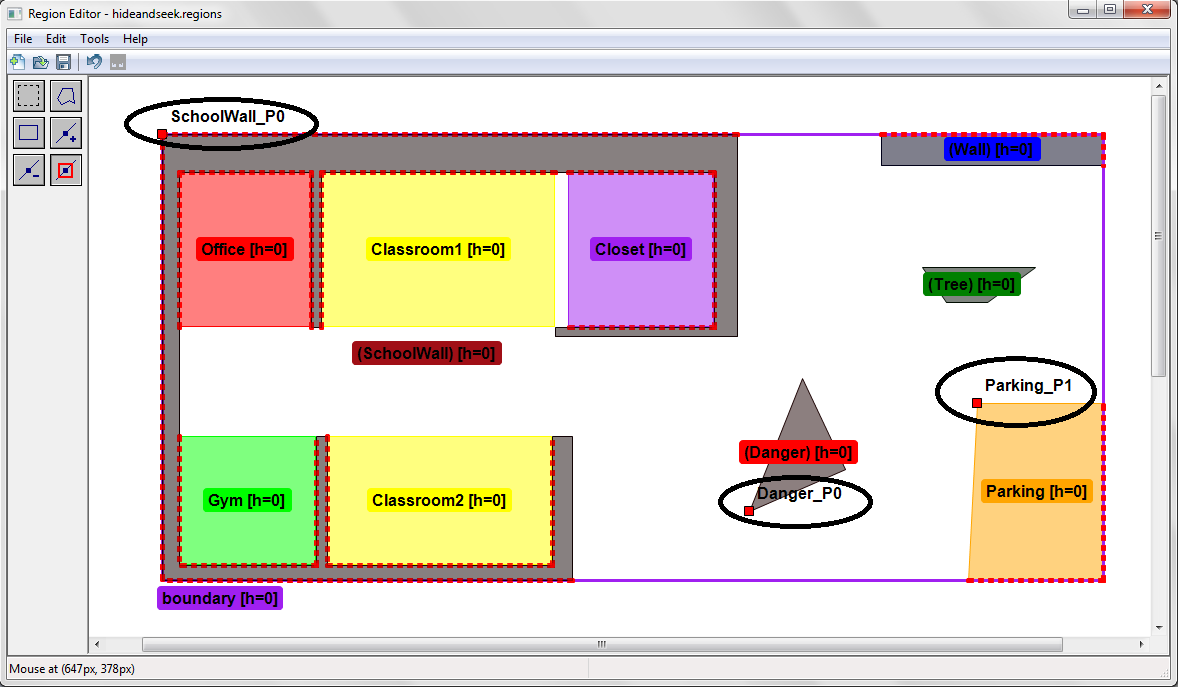 Region Editor - hideandseek.regions
File Edit Tools Help
SchoolWall_P0
(Wall) [h=0]
Office [h=0]
Classroom1 [h=0]
Closet [h=0]
(Tree) [h=0]
(SchoolWall) [h=0]
Parking_P1
(Danger) [h=0]
Danger_P0
Parking [h=0]
Gym [h=0]
Classroom2 [h=0]
boundary [h=0]
Mouse at (647px, 378px)